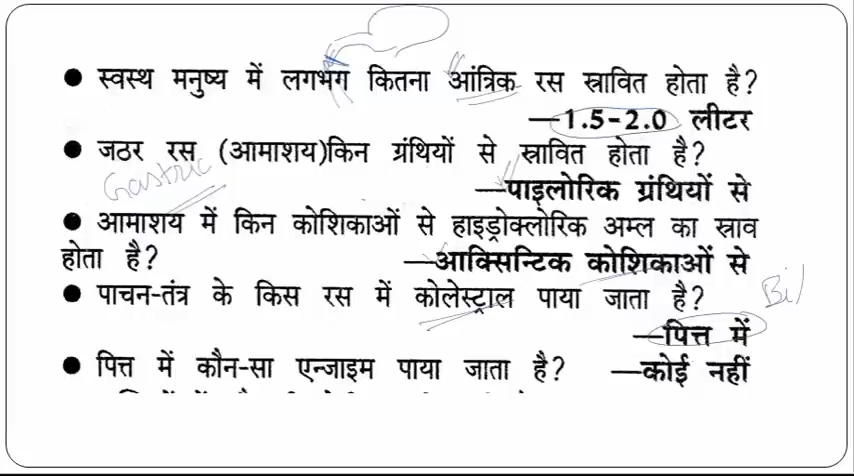 ● स्वस्थ मनुष्य में लगभग कितना आंत्रिक रस स्रावित होता है?
—1.5-2.0 लीटर
● जठर रस (आमाशय)किन ग्रंथियों से स्रावित होता है?
Gastric
—पाइलोरिक ग्रंथियों से
● आमाशय में किन कोशिकाओं से हाइड्रोक्लोरिक अम्ल का स्राव
होता है?
—आक्सिन्टिक कोशिकाओं से
● पाचन-तंत्र के किस रस में कोलेस्ट्राल पाया जाता है?
Bil
—पित्त में
● पित्त में कौन-सा एन्जाइम पाया जाता है? —कोई नहीं